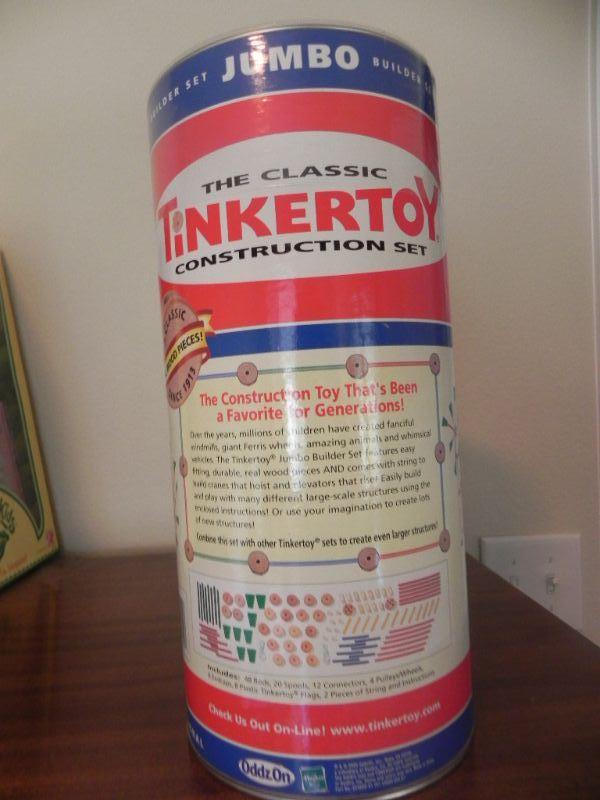 BUILDER SET JUMBO BUILDER
THE CLASSIC
TiNKERTOY
CONSTRUCTION SET
CLASSIC
WOOD PIECES!
SINCE 1913
The Construction Toy That's Been
a Favorite for Generations!
Over the years, millions of children have created fanciful
windmills, giant Ferris wheels, amazing animals and whimsical
vehicles. The Tinkertoy® Jumbo Builder Set features easy
fitting, durable, real wood pieces AND comes with string to
build cranes that hoist and elevators that rise! Easily build
and play with many different large-scale structures using the
enclosed instructions! Or use your imagination to create lots
of new structures!
Combine this set with other Tinkertoy® sets to create even larger structures!
Includes: 48 Rods, 20 Spools, 12 Connectors, 4 Pulleys/Wheels,
8 Plastic Tinkertoy® Flags, 2 Pieces of String and Instructions
Check Us Out On-Line! www.tinkertoy.com
OddzOn Hasbro